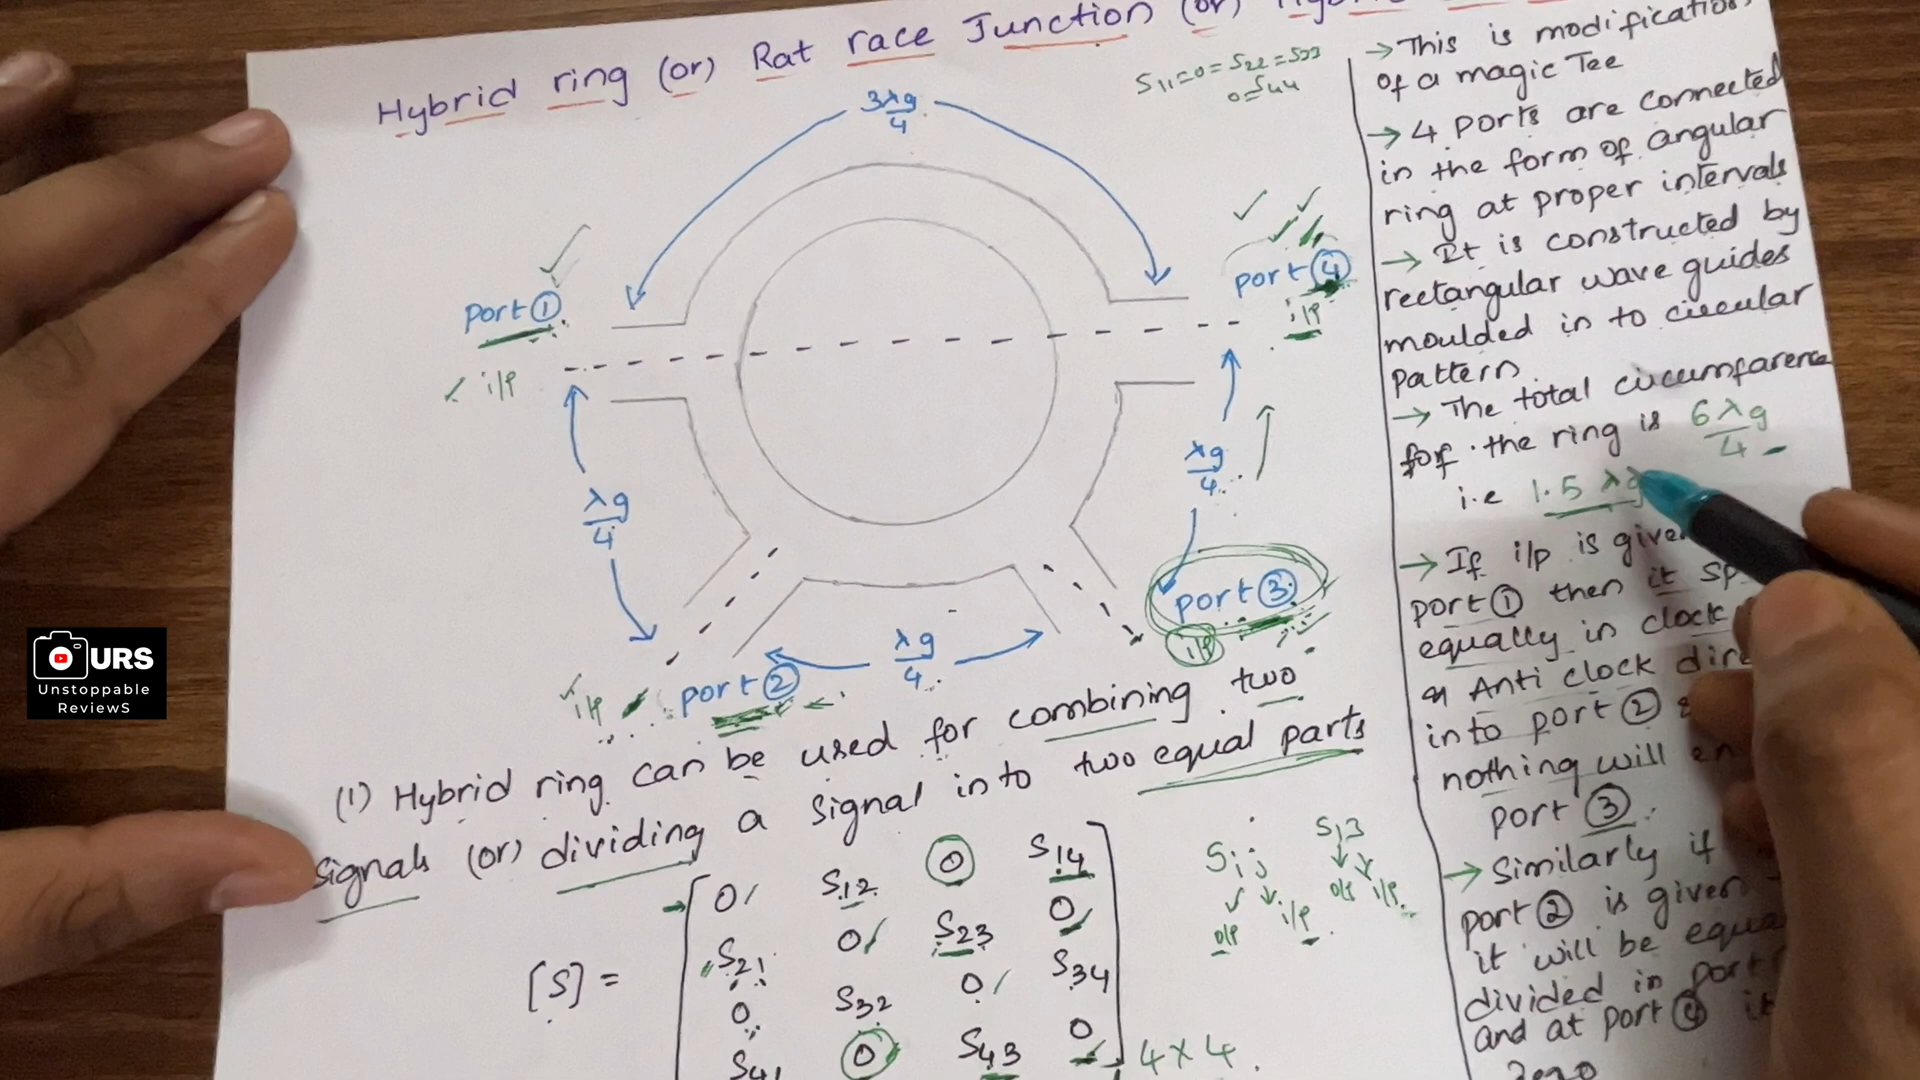 Hybrid ring (or) Rat race Junction (or)
S11=0=S22=S33
0=S44
3λg
4
port ①
i/p
port ④
i/p
λg
4
λg
4
port ③
i/p
λg
4
port ②
i/p
(1) Hybrid ring can be used for combining two
signals (or) dividing a signal into two equal parts
[S] =
0 S12 0 S14
S21 0 S23 0
0 S32 0 S34
S41 0 S43 0
4×4
Sij
o/p i/p
S13
o/p i/p
→ This is modification
of a magic Tee
→ 4 ports are connected
in the form of angular
ring at proper intervals
→ It is constructed by
rectangular wave guides
moulded in to circular
pattern
→ The total circumfarence
for the ring is 6λg
4
i.e 1.5 λg
→ If i/p is given
port ① then it
equally in clock
Anti clock
into port ②
nothing will
port ③.
→ Similarly if
port ② is given
it will be
divided in
and at port ④
zero
OURS
Unstoppable
ReviewS